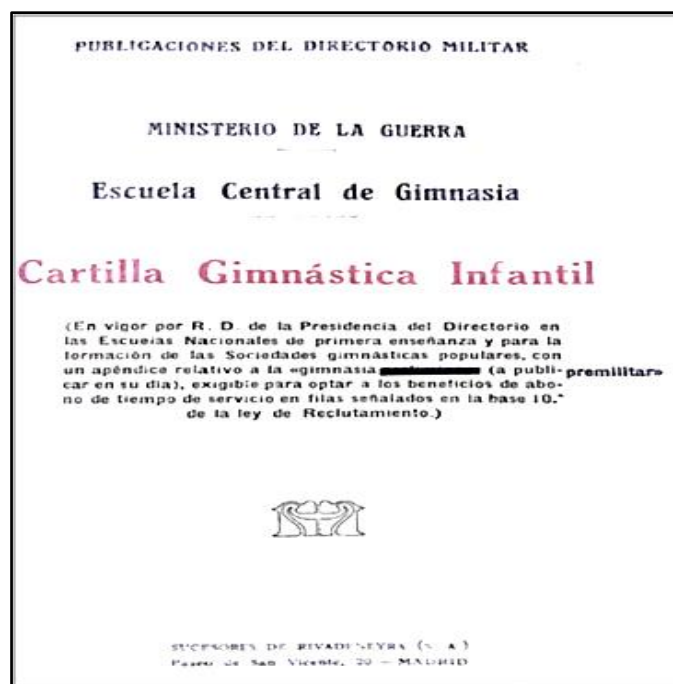 PUBLICACIONES DEL DIRECTORIO MILITAR
MINISTERIO DE LA GUERRA
Escuela Central de Gimnasia
Cartilla Gimnástica Infantil
(En vigor por R. D. de la Presidencia del Directorio en
las Escuelas Nacionales de primera enseñanza y para la
formación de las Sociedades gimnásticas populares, con
un apéndice relativo a la «gimnasia (a publi- premilitar»
car en su día), exigible para optar a los beneficios de abo-
no de tiempo de servicio en filas señalados en la base 10.ª
de la ley de Reclutamiento.)
SUCESORES DE RIVADENEYRA (S. A.)
Paseo de San Vicente, 20 — MADRID